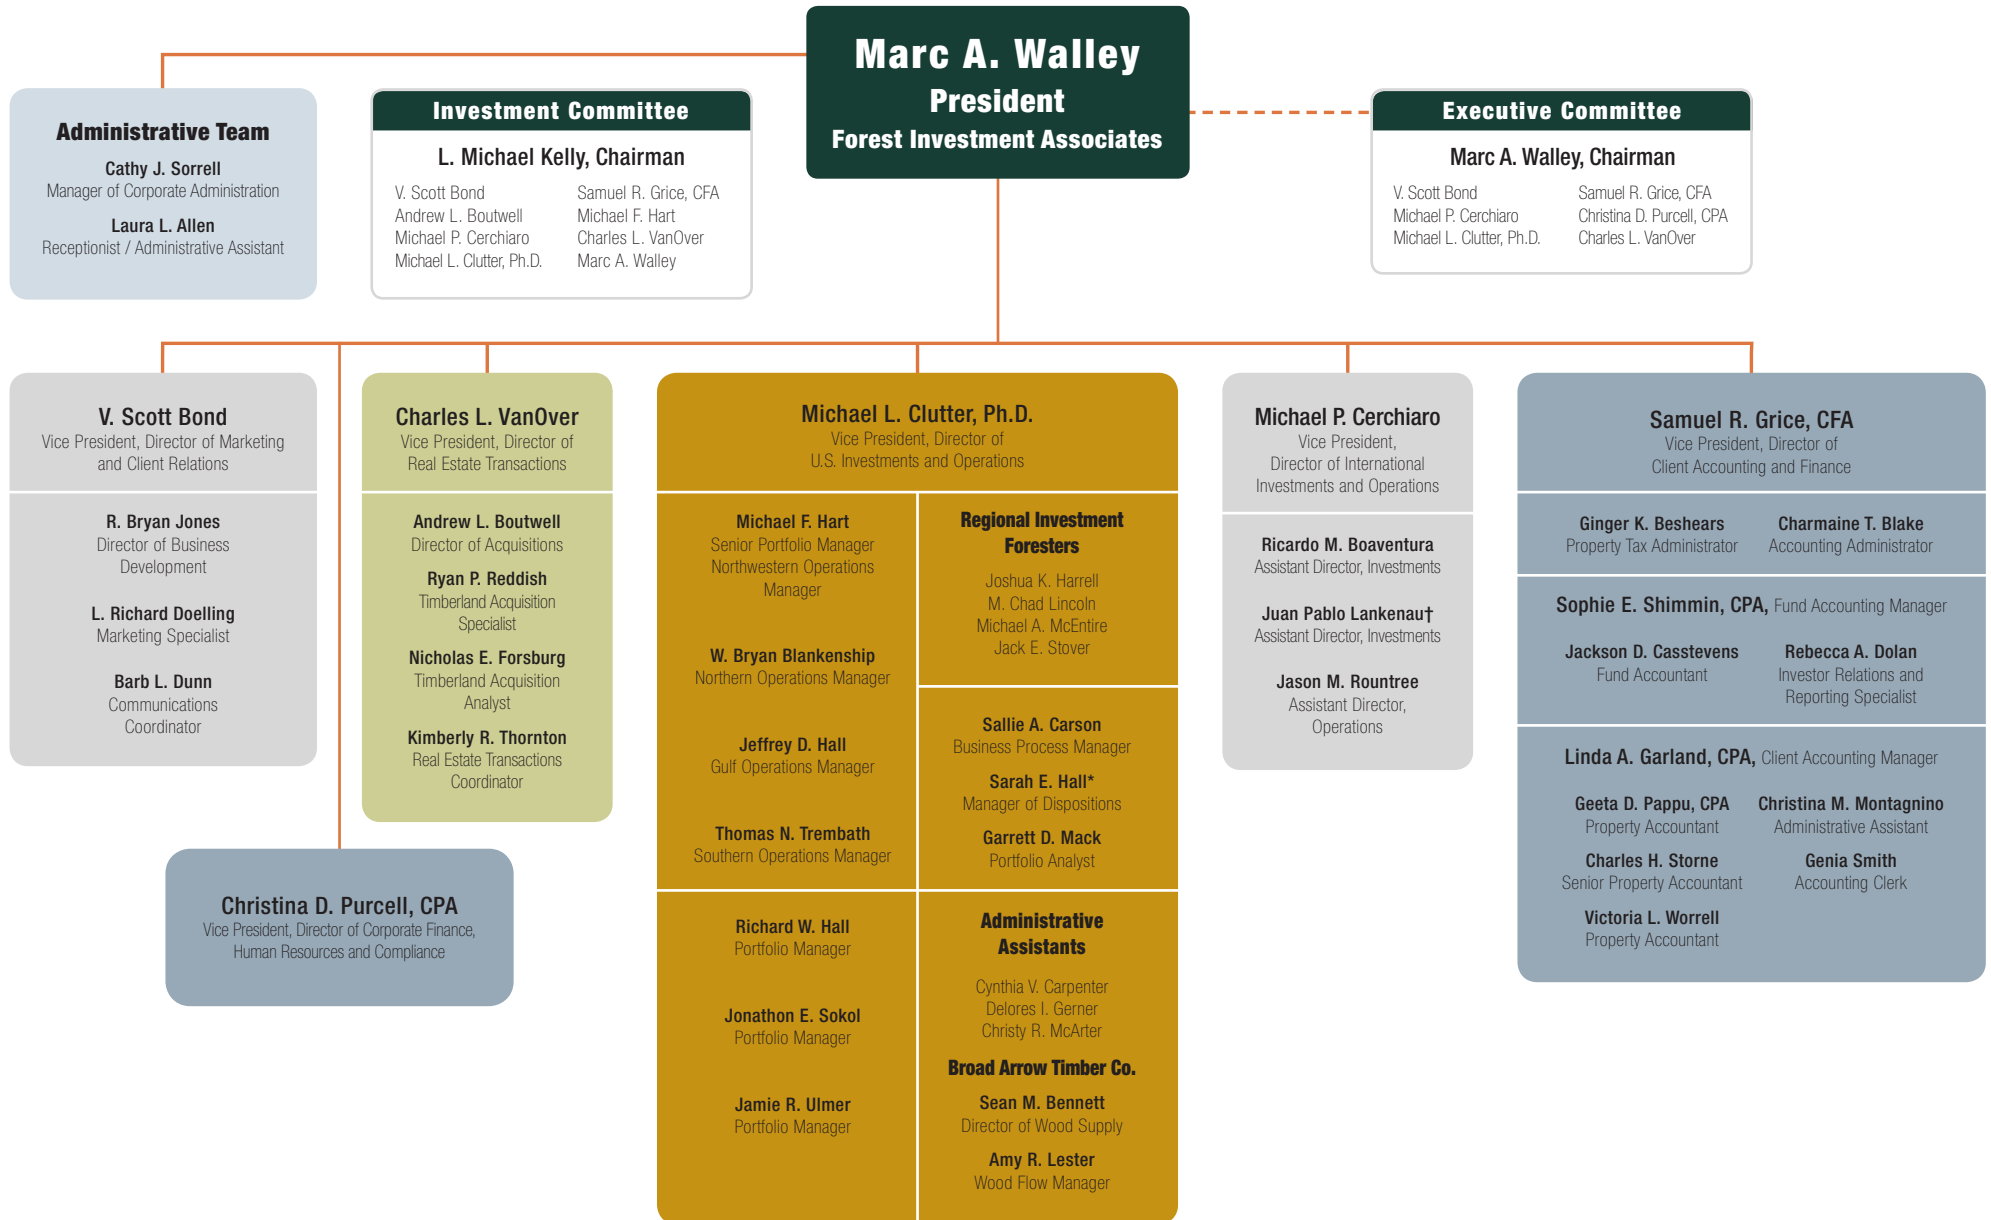 Marc A. Walley
President
Forest Investment Associates
Administrative Team
Cathy J. Sorrell
Manager of Corporate Administration
Laura L. Allen
Receptionist / Administrative Assistant
Investment Committee
L. Michael Kelly, Chairman
V. Scott Bond
Andrew L. Boutwell
Michael P. Cerchiaro
Michael L. Clutter, Ph.D.
Samuel R. Grice, CFA
Michael F. Hart
Charles L. VanOver
Marc A. Walley
Executive Committee
Marc A. Walley, Chairman
V. Scott Bond
Michael P. Cerchiaro
Michael L. Clutter, Ph.D.
Samuel R. Grice, CFA
Christina D. Purcell, CPA
Charles L. VanOver
V. Scott Bond
Vice President, Director of Marketing
and Client Relations
R. Bryan Jones
Director of Business
Development
L. Richard Doelling
Marketing Specialist
Barb L. Dunn
Communications
Coordinator
Christina D. Purcell, CPA
Vice President, Director of Corporate Finance,
Human Resources and Compliance
Charles L. VanOver
Vice President, Director of
Real Estate Transactions
Andrew L. Boutwell
Director of Acquisitions
Ryan P. Reddish
Timberland Acquisition
Specialist
Nicholas E. Forsburg
Timberland Acquisition
Analyst
Kimberly R. Thornton
Real Estate Transactions
Coordinator
Michael L. Clutter, Ph.D.
Vice President, Director of
U.S. Investments and Operations
Michael F. Hart
Senior Portfolio Manager
Northwestern Operations
Manager
W. Bryan Blankenship
Northern Operations Manager
Jeffrey D. Hall
Gulf Operations Manager
Thomas N. Trembath
Southern Operations Manager
Richard W. Hall
Portfolio Manager
Jonathon E. Sokol
Portfolio Manager
Jamie R. Ulmer
Portfolio Manager
Regional Investment
Foresters
Joshua K. Harrell
M. Chad Lincoln
Michael A. McEntire
Jack E. Stover
Sallie A. Carson
Business Process Manager
Sarah E. Hall*
Manager of Dispositions
Garrett D. Mack
Portfolio Analyst
Administrative
Assistants
Cynthia V. Carpenter
Delores I. Gerner
Christy R. McArter
Broad Arrow Timber Co.
Sean M. Bennett
Director of Wood Supply
Amy R. Lester
Wood Flow Manager
Michael P. Cerchiaro
Vice President,
Director of International
Investments and Operations
Ricardo M. Boaventura
Assistant Director, Investments
Juan Pablo Lankenau†
Assistant Director, Investments
Jason M. Rountree
Assistant Director,
Operations
Samuel R. Grice, CFA
Vice President, Director of
Client Accounting and Finance
Ginger K. Beshears
Property Tax Administrator
Charmaine T. Blake
Accounting Administrator
Sophie E. Shimmin, CPA, Fund Accounting Manager
Jackson D. Casstevens
Fund Accountant
Rebecca A. Dolan
Investor Relations and
Reporting Specialist
Linda A. Garland, CPA, Client Accounting Manager
Geeta D. Pappu, CPA
Property Accountant
Christina M. Montagnino
Administrative Assistant
Charles H. Storne
Senior Property Accountant
Genia Smith
Accounting Clerk
Victoria L. Worrell
Property Accountant